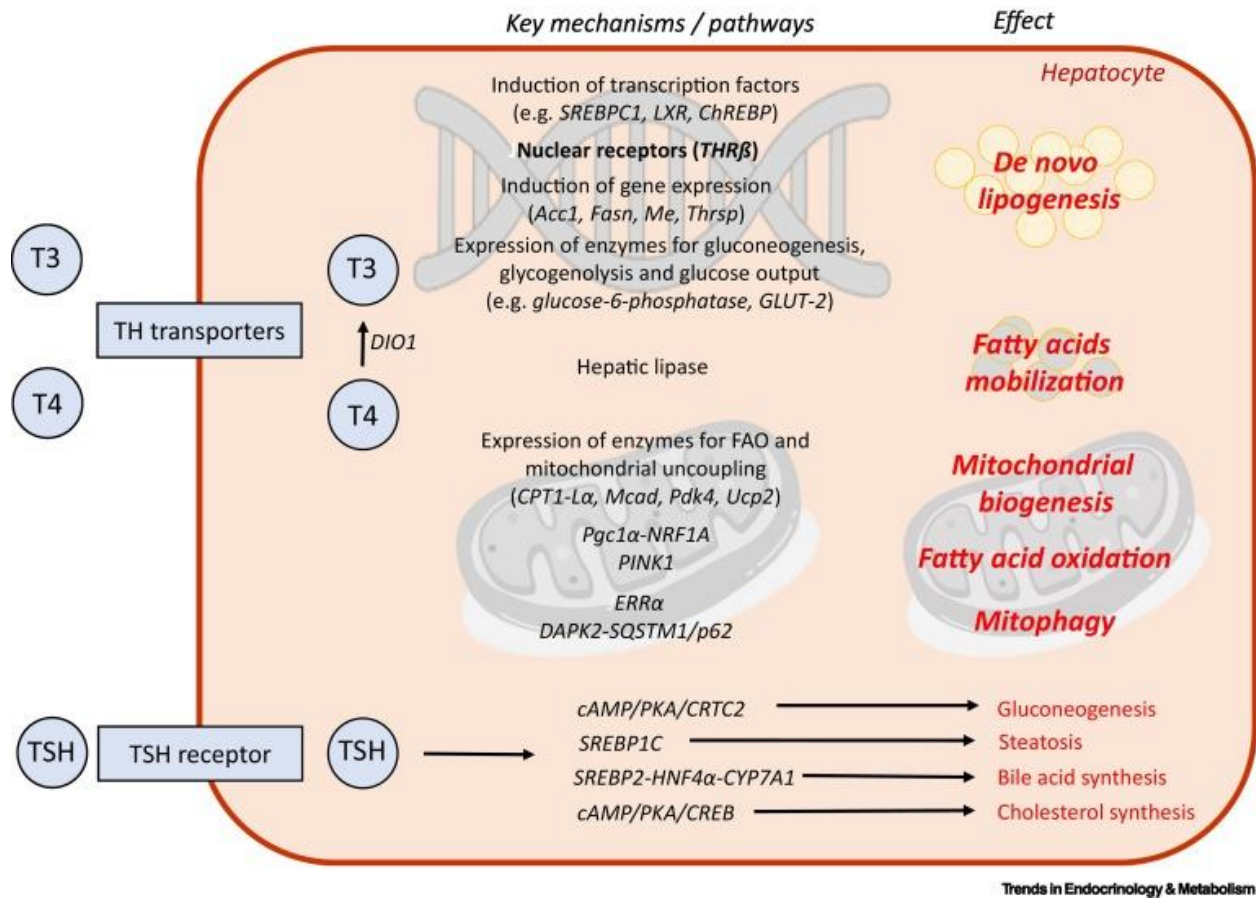 Key mechanisms / pathways
Effect
Hepatocyte
Induction of transcription factors
(e.g. SREBPC1, LXR, ChREBP)
Nuclear receptors (THRß)
Induction of gene expression
(Acc1, Fasn, Me, Thrsp)
De novo
lipogenesis
Expression of enzymes for gluconeogenesis,
glycogenolysis and glucose output
(e.g. glucose-6-phosphatase, GLUT-2)
T3
T3
TH transporters
DIO1
T4
T4
Hepatic lipase
Fatty acids
mobilization
Expression of enzymes for FAO and
mitochondrial uncoupling
(CPT1-Lα, Mcad, Pdk4, Ucp2)
Mitochondrial
biogenesis
Pgc1α-NRF1A
PINK1
Fatty acid oxidation
ERRα
DAPK2-SQSTM1/p62
Mitophagy
TSH
TSH receptor
TSH
cAMP/PKA/CRTC2
Gluconeogenesis
SREBP1C
Steatosis
SREBP2-HNF4α-CYP7A1
Bile acid synthesis
cAMP/PKA/CREB
Cholesterol synthesis
Trends in Endocrinology & Metabolism